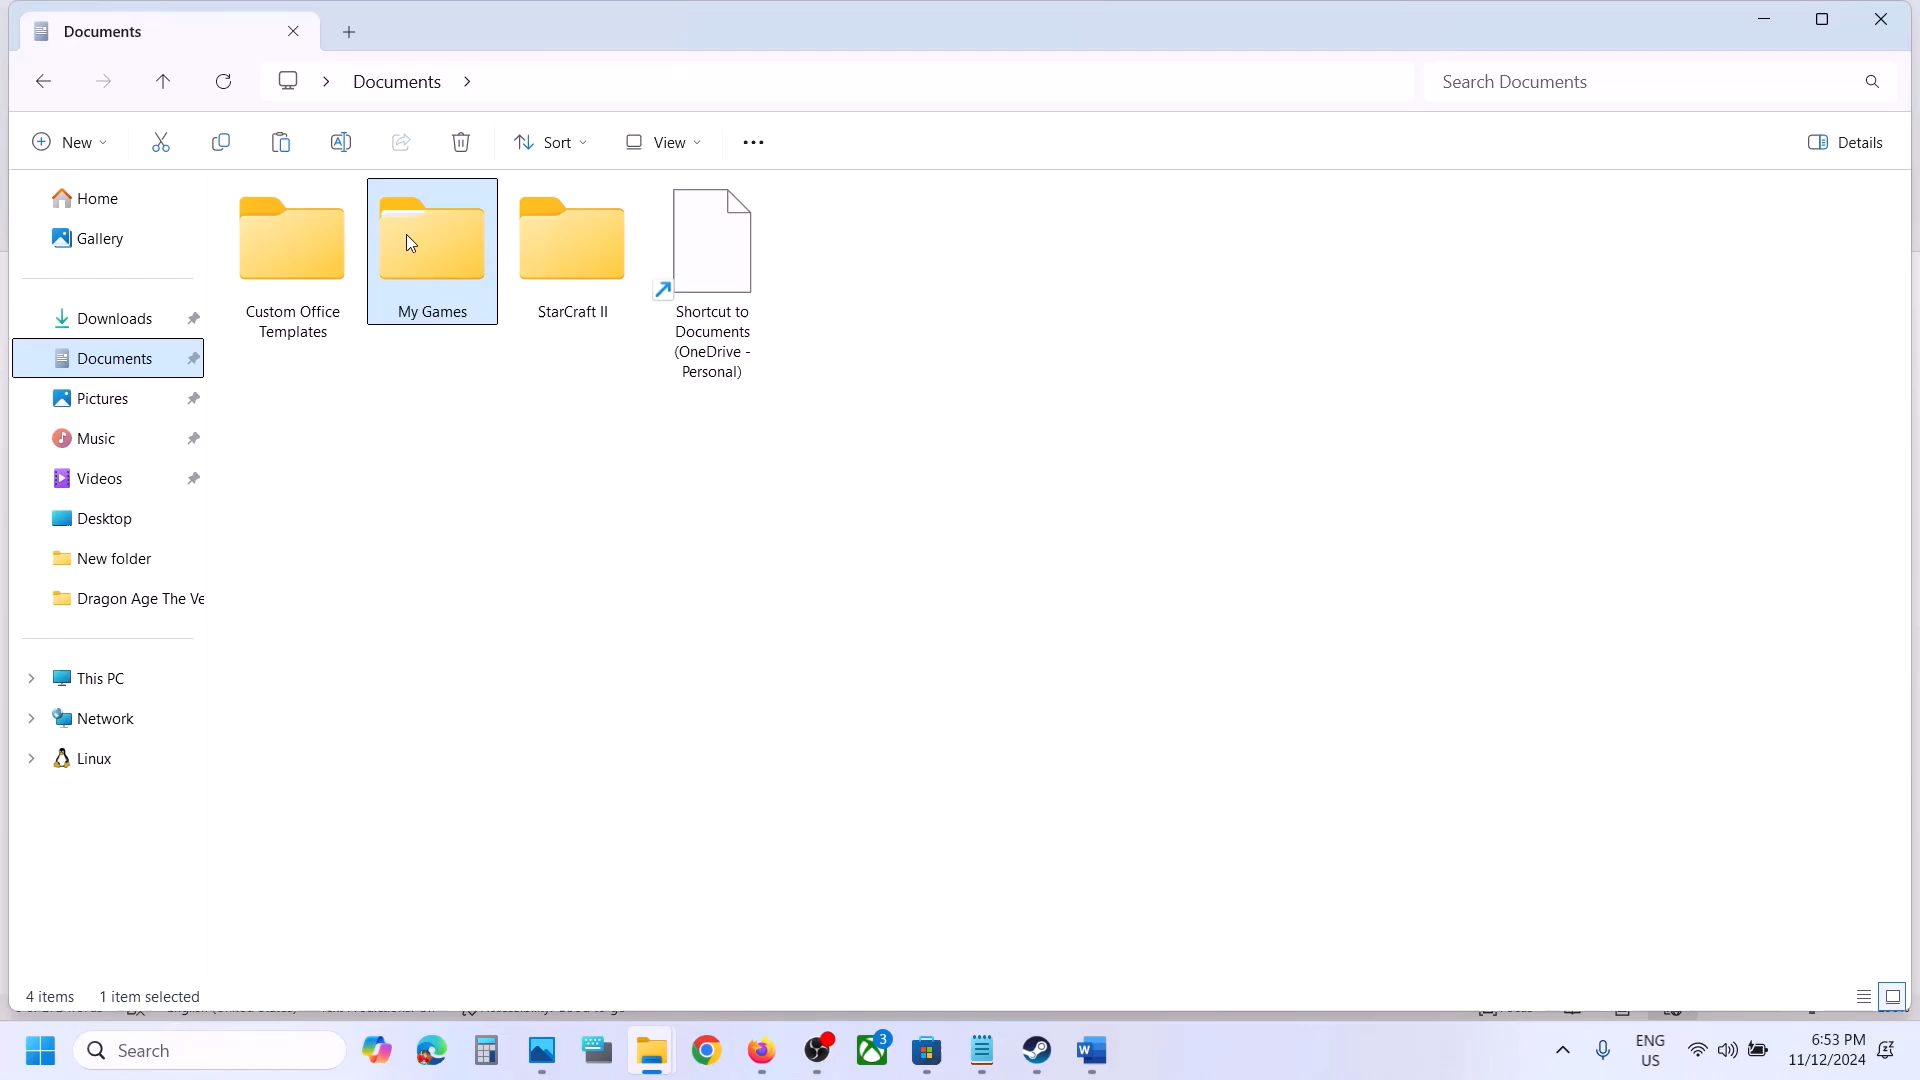 Documents
Documents
Search Documents
New
Sort
View
Details
Home
Gallery
Downloads
Documents
Pictures
Music
Videos
Desktop
New folder
Dragon Age The Ve
This PC
Network
Linux
Custom Office
Templates
My Games
StarCraft II
Shortcut to
Documents
(OneDrive -
Personal)
4 items 1 item selected
Search
3
ENG
US
6:53 PM
11/12/2024